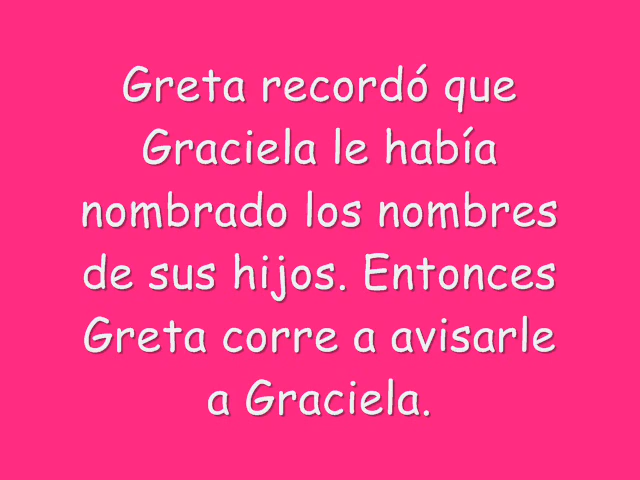 Greta recordó que
Graciela le había
nombrado los nombres
de sus hijos. Entonces
Greta corre a avisarle
a Graciela.